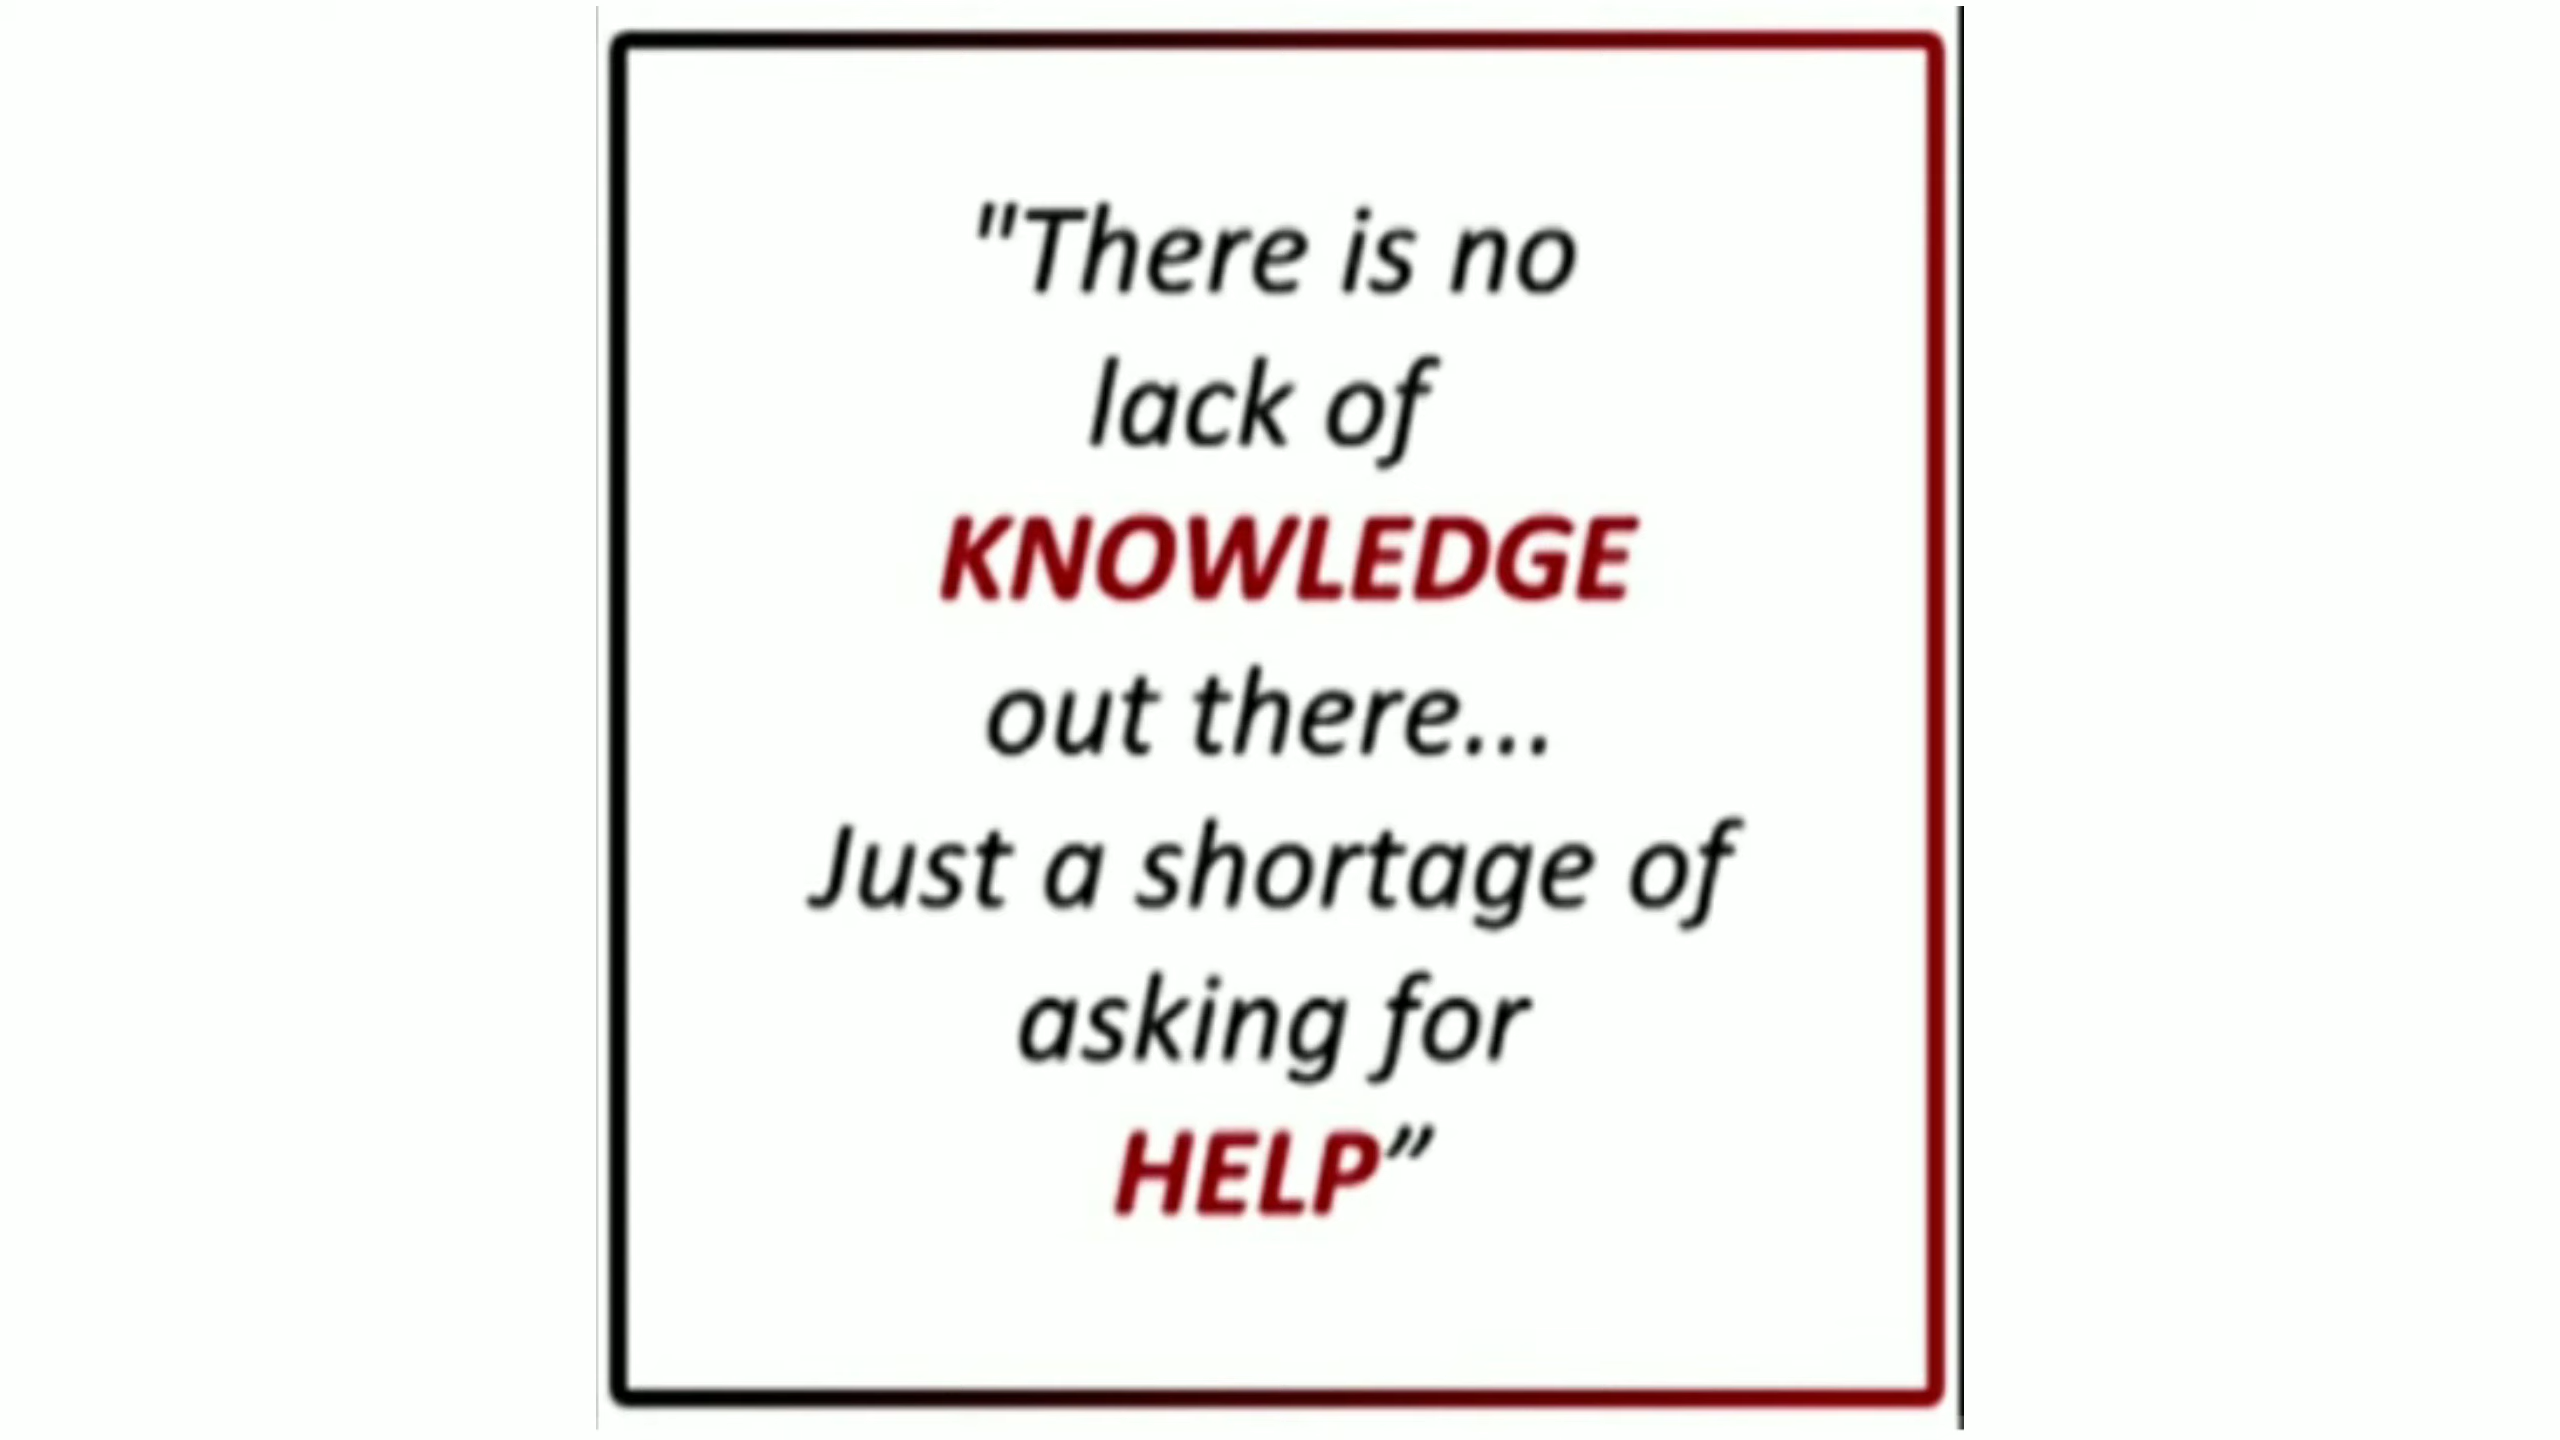 "There is no
lack of
KNOWLEDGE
out there...
Just a shortage of
asking for
HELP”